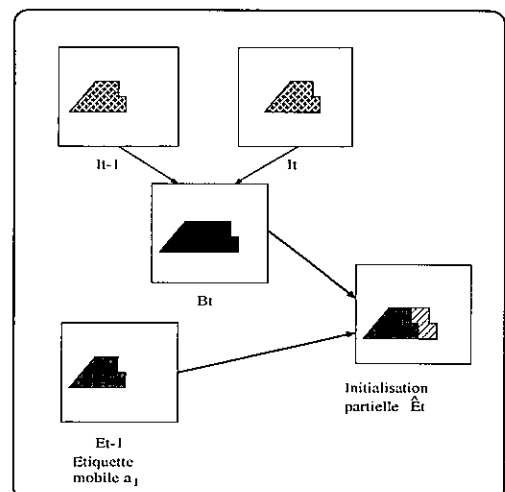 It-1
It
Bt
Et-1
Etiquette
mobile a₁
Initialisation
partielle Êt